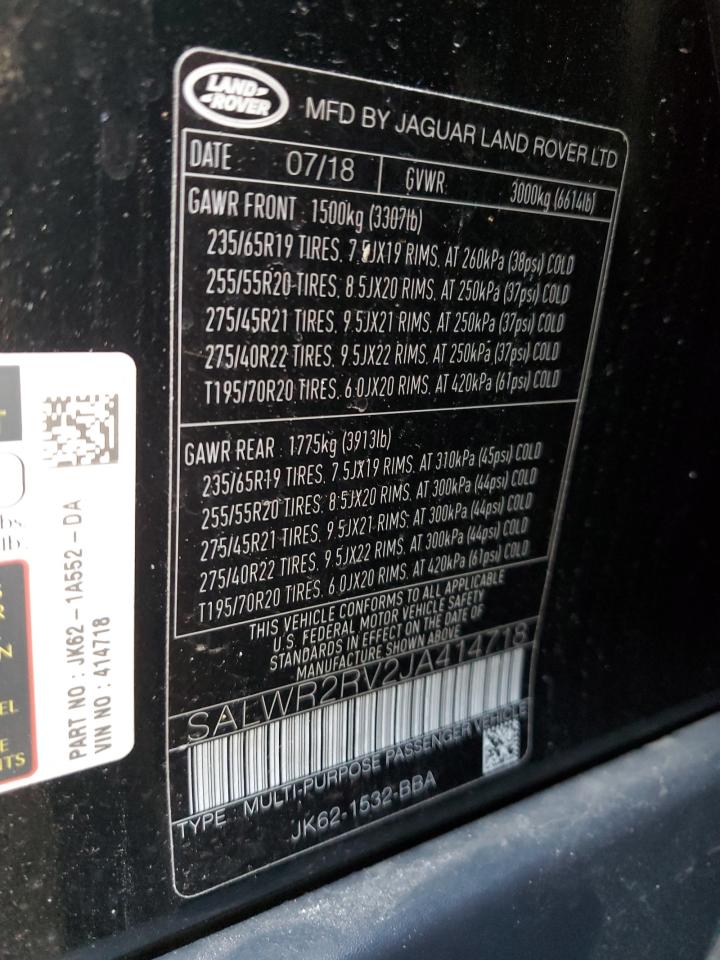 LAND-
-ROVER
MFD BY JAGUAR LAND ROVER LTD
DATE 07/18 GVWR 3000kg (6614lb)
GAWR FRONT 1500kg (3307lb)
235/65R19 TIRES, 7.5JX19 RIMS, AT 260kPa (38psi) COLD
255/55R20 TIRES, 8.5JX20 RIMS, AT 250kPa (37psi) COLD
275/45R21 TIRES, 9.5JX21 RIMS, AT 250kPa (37psi) COLD
275/40R22 TIRES, 9.5JX22 RIMS, AT 250kPa (37psi) COLD
T195/70R20 TIRES, 6.0JX20 RIMS, AT 420kPa (61psi) COLD
GAWR REAR 1775kg (3913lb)
235/65R19 TIRES, 7.5JX19 RIMS, AT 310kPa (45psi) COLD
255/55R20 TIRES, 8.5JX20 RIMS, AT 300kPa (44psi) COLD
275/45R21 TIRES, 9.5JX21 RIMS, AT 300kPa (44psi) COLD
275/40R22 TIRES, 9.5JX22 RIMS, AT 300kPa (44psi) COLD
T195/70R20 TIRES, 6.0JX20 RIMS, AT 420kPa (61psi) COLD
THIS VEHICLE CONFORMS TO ALL APPLICABLE
U.S. FEDERAL MOTOR VEHICLE SAFETY
STANDARDS IN EFFECT ON THE DATE OF
MANUFACTURE SHOWN ABOVE
SALWR2RV2JA414718
TYPE : MULTI-PURPOSE PASSENGER VEHICLE
JK62-1532-BBA
PART NO : JK62-1A552-DA
VIN NO : 414718